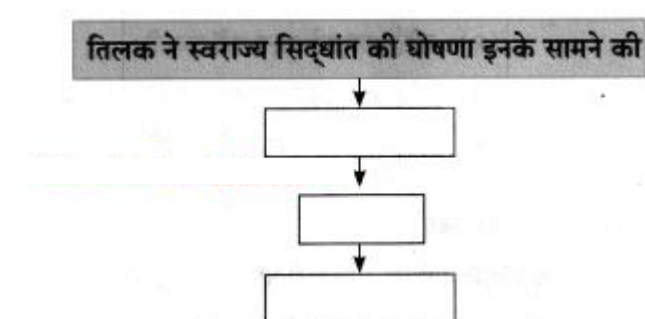 तिलक ने स्वराज्य सिद्धांत की घोषणा इनके सामने की